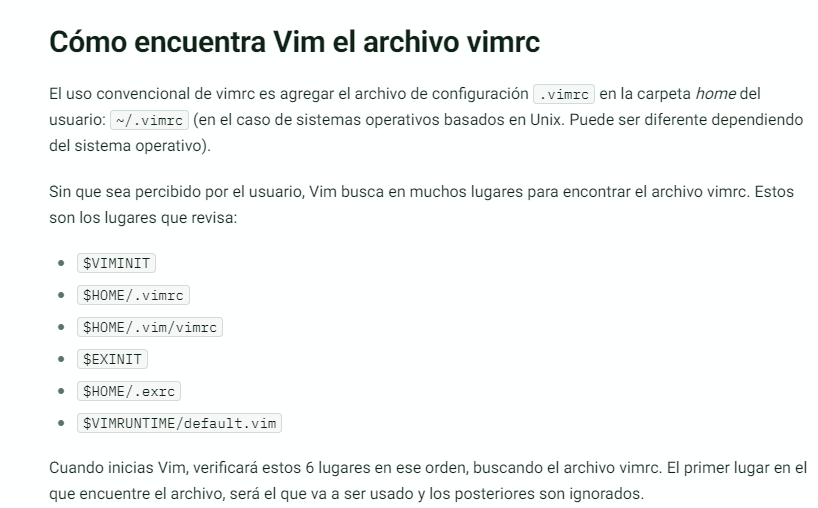 Cómo encuentra Vim el archivo vimrc
El uso convencional de vimrc es agregar el archivo de configuración .vimrc en la carpeta home del
usuario: ~/.vimrc (en el caso de sistemas operativos basados en Unix. Puede ser diferente dependiendo
del sistema operativo).
Sin que sea percibido por el usuario, Vim busca en muchos lugares para encontrar el archivo vimrc. Estos
son los lugares que revisa:
$VIMINIT
$HOME/.vimrc
$HOME/.vim/vimrc
$EXINIT
$HOME/.exrc
$VIMRUNTIME/default.vim
Cuando inicias Vim, verificará estos 6 lugares en ese orden, buscando el archivo vimrc. El primer lugar en el
que encuentre el archivo, será el que va a ser usado y los posteriores son ignorados.